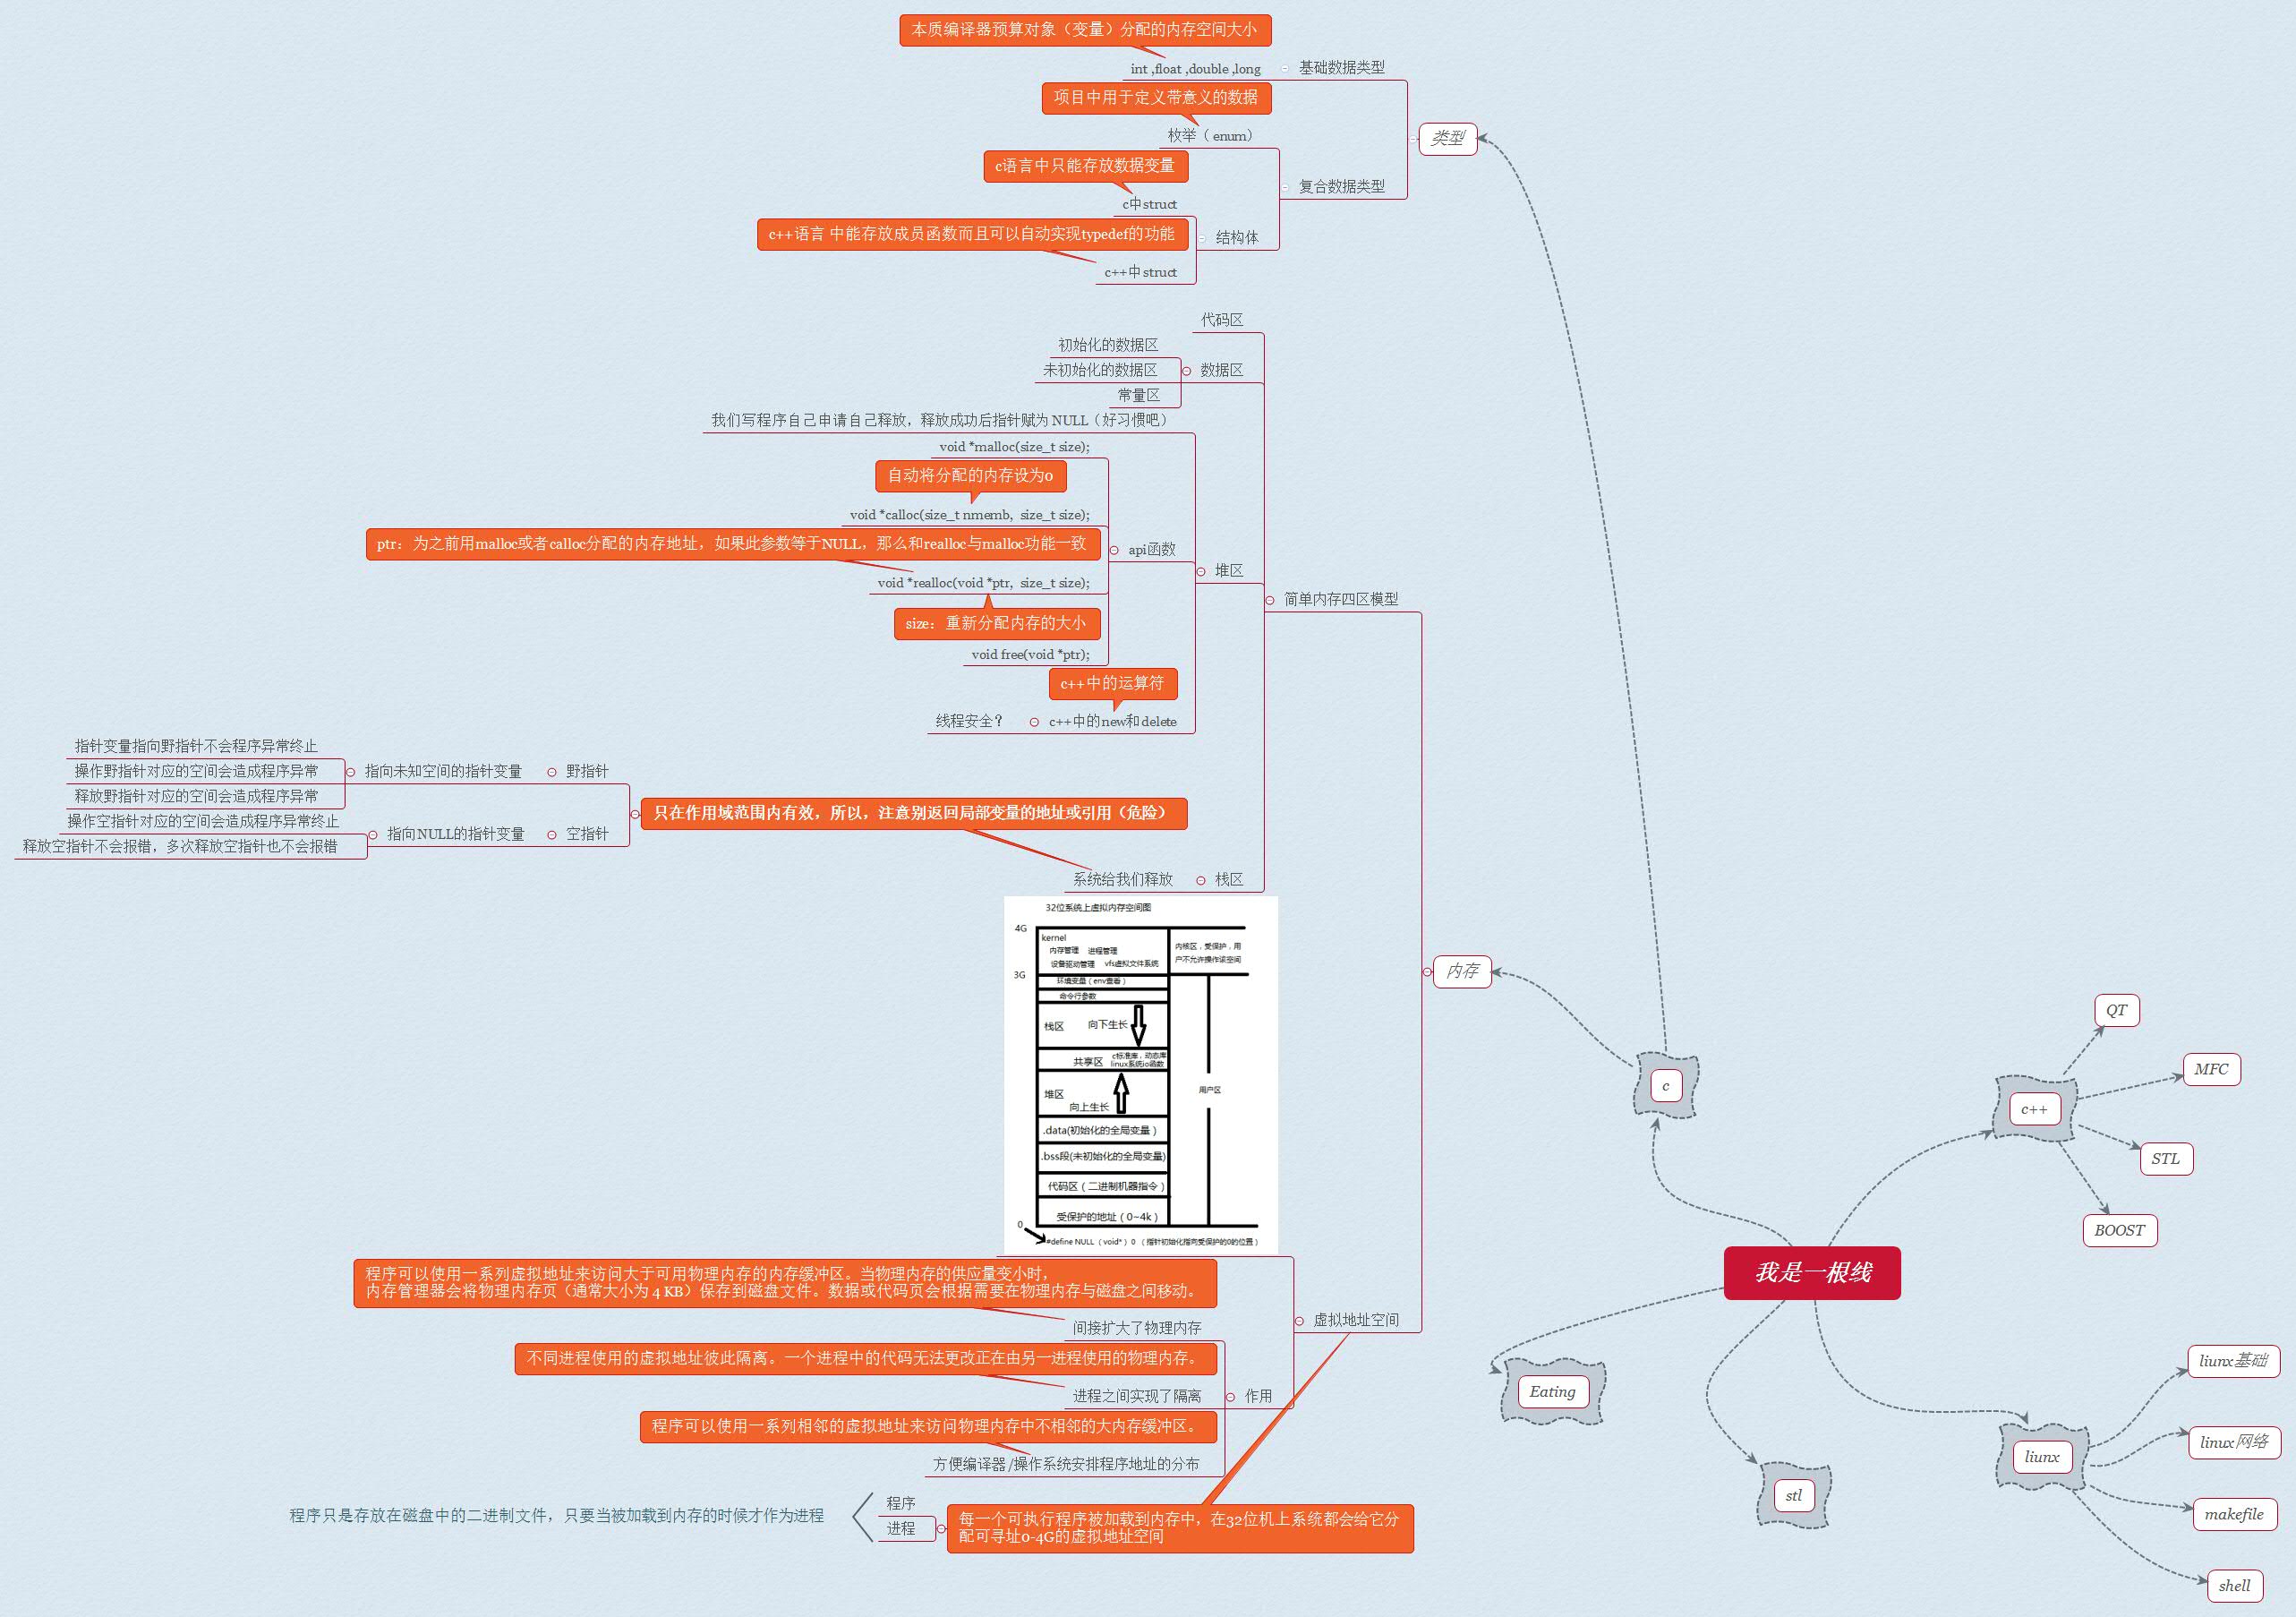 本质编译器预算对象（变量）分配的内存空间大小
int ,float ,double ,long
基础数据类型
项目中用于定义带意义的数据
枚举（enum）
类型
c语言中只能存放数据变量
复合数据类型
c中struct
c++语言 中能存放成员函数而且可以自动实现typedef的功能
结构体
c++中struct
代码区
初始化的数据区
未初始化的数据区
数据区
常量区
我们写程序自己申请自己释放，释放成功后指针赋为 NULL（好习惯吧）
void *malloc(size_t size);
自动将分配的内存设为0
void *calloc(size_t nmemb, size_t size);
ptr：为之前用malloc或者calloc分配的内存地址，如果此参数等于NULL，那么和realloc与malloc功能一致
api函数
堆区
void *realloc(void *ptr, size_t size);
简单内存四区模型
size：重新分配内存的大小
void free(void *ptr);
c++中的运算符
线程安全？
c++中的new和delete
指针变量指向野指针不会程序异常终止
操作野指针对应的空间会造成程序异常
指向未知空间的指针变量
野指针
释放野指针对应的空间会造成程序异常
只在作用域范围内有效，所以，注意别返回局部变量的地址或引用（危险）
操作空指针对应的空间会造成程序异常终止
指向NULL的指针变量
空指针
释放空指针不会报错，多次释放空指针也不会报错
系统给我们释放
栈区
32位系统上虚拟内存空间图
4G
kernel
内存管理 进程管理
设备驱动管理 vfs虚拟文件系统
内核区，受保护，用
户不允许操作该空间
3G
环境变量（env查看）
命令行参数
栈区 向下生长
共享区
c标准库，动态库
linux系统io函数
堆区
向上生长
用户区
.data(初始化的全局变量）
.bss段(未初始化的全局变量)
代码区（二进制机器指令）
受保护的地址（0~4k）
0
#define NULL （void*）0 （指针初始化指向受保护的0的位置）
内存
程序可以使用一系列虚拟地址来访问大于可用物理内存的内存缓冲区。当物理内存的供应量变小时，
内存管理器会将物理内存页（通常大小为 4 KB）保存到磁盘文件。数据或代码页会根据需要在物理内存与磁盘之间移动。
虚拟地址空间
间接扩大了物理内存
不同进程使用的虚拟地址彼此隔离。一个进程中的代码无法更改正在由另一进程使用的物理内存。
进程之间实现了隔离
作用
程序可以使用一系列相邻的虚拟地址来访问物理内存中不相邻的大内存缓冲区。
方便编译器/操作系统安排程序地址的分布
程序只是存放在磁盘中的二进制文件，只要当被加载到内存的时候才作为进程
程序
进程
每一个可执行程序被加载到内存中，在32位机上系统都会给它分
配可寻址0-4G的虚拟地址空间
c
c++
QT
MFC
STL
BOOST
我是一根线
Eating
stl
liunx
liunx基础
linux网络
makefile
shell